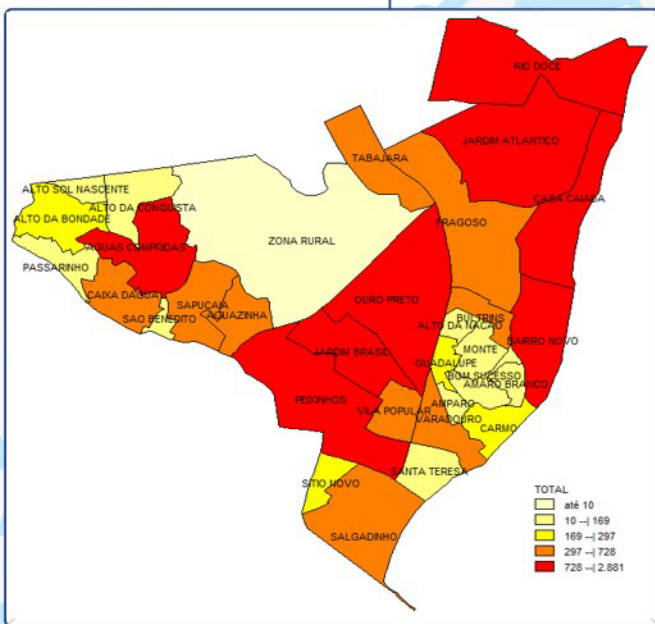 RIO DOCE
JARDIM ATLANTICO
TABAJARA
CASA CAIADA
ALTO SOL NASCENTE
ALTO DA CONQUISTA
ALTO DA BONDADE
FRAGOSO
ZONA RURAL
AGUAS COMPRIDAS
PASSARINHO
CAIXA DAGUA
SAPUCAIA
OURO PRETO
SAO BENEDITO
AGUAZINHA
BULTRINS
ALTO DA NACAO
BAIRRO NOVO
MONTE
JARDIM BRASIL
GUADALUPE
BOM SUCESSO
AMARO BRANCO
PEIXINHOS
AMPARO
VILA POPULAR
VARADOURO
CARMO
SANTA TERESA
SITIO NOVO
SALGADINHO
TOTAL
até 10
10 --| 169
169 --| 297
297 --| 728
728 --| 2.881